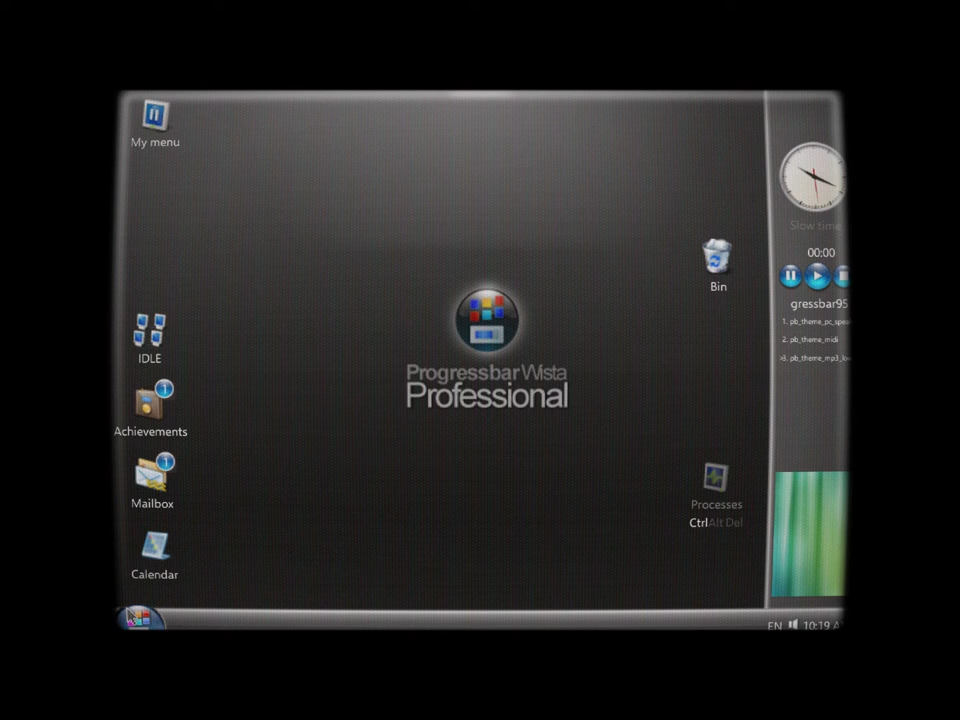 My menu
Slow time
00:00
Bin
gressbar95
1. pb_theme_pc_spea
2. pb_theme_midi
>3. pb_theme_mp3_lo
IDLE
Progressbar Wista
Professional
Achievements
1
Mailbox
1
Processes
Ctrl Alt Del
Calendar
EN 10:19 A